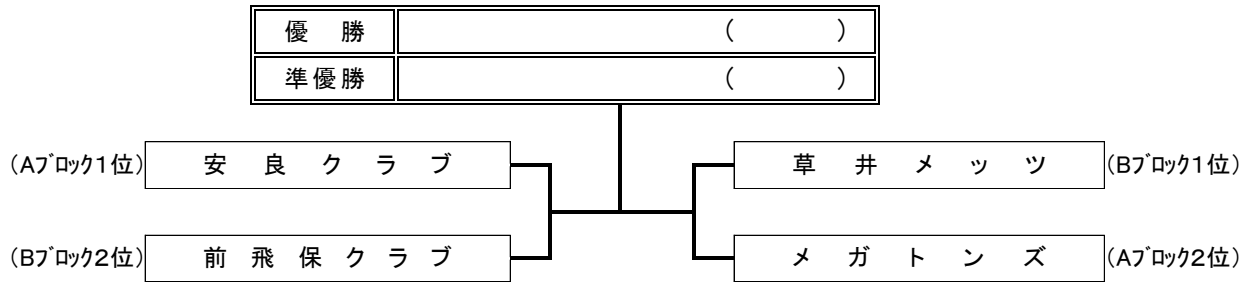 優　勝　（　　　）
準優勝　（　　　）
(Aﾌﾞﾛｯｸ1位) 安良クラブ　草井メッツ (Bﾌﾞﾛｯｸ1位)
(Bﾌﾞﾛｯｸ2位) 前飛保クラブ　メガトンズ (Aﾌﾞﾛｯｸ2位)